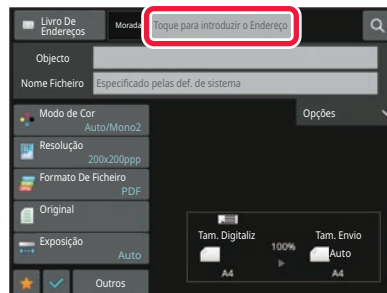 Livro De
Endereços
Morada
Toque para introduzir o Endereço
Objecto
Nome Ficheiro
Especificado pelas def. de sistema
Modo de Cor
Auto/Mono2
Opções
Resolução
200x200ppp
Formato De Ficheiro
PDF
Original
Exposição
Auto
Tam. Digitaliz
100%
Tam. Envio
Auto
A4
A4
Outros